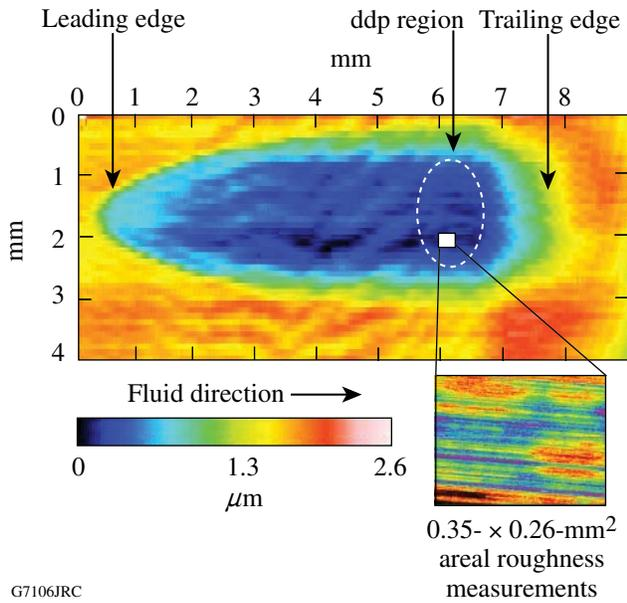 Leading edge
ddp region
Trailing edge
mm
0 1 2 3 4 5 6 7 8
0
1
2
3
4
mm
Fluid direction
0 1.3 2.6
μm
0.35- × 0.26-mm²
areal roughness
measurements
G7106JRC